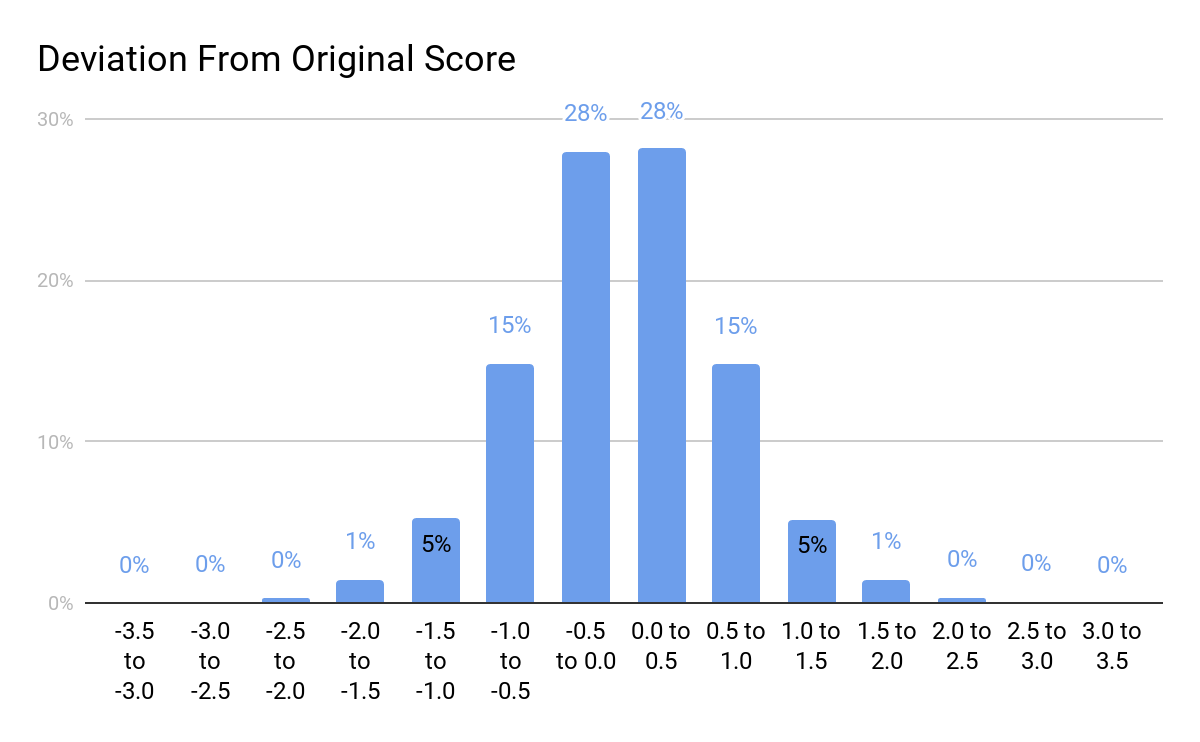 Deviation From Original Score
30%
20%
10%
0%
0%
0%
0%
1%
5%
15%
28%
28%
15%
5%
1%
0%
0%
0%
-3.5
to
-3.0
-3.0
to
-2.5
-2.5
to
-2.0
-2.0
to
-1.5
-1.5
to
-1.0
-1.0
to
-0.5
-0.5
to 0.0
0.0 to
0.5
0.5 to
1.0
1.0 to
1.5
1.5 to
2.0
2.0 to
2.5
2.5 to
3.0
3.0 to
3.5